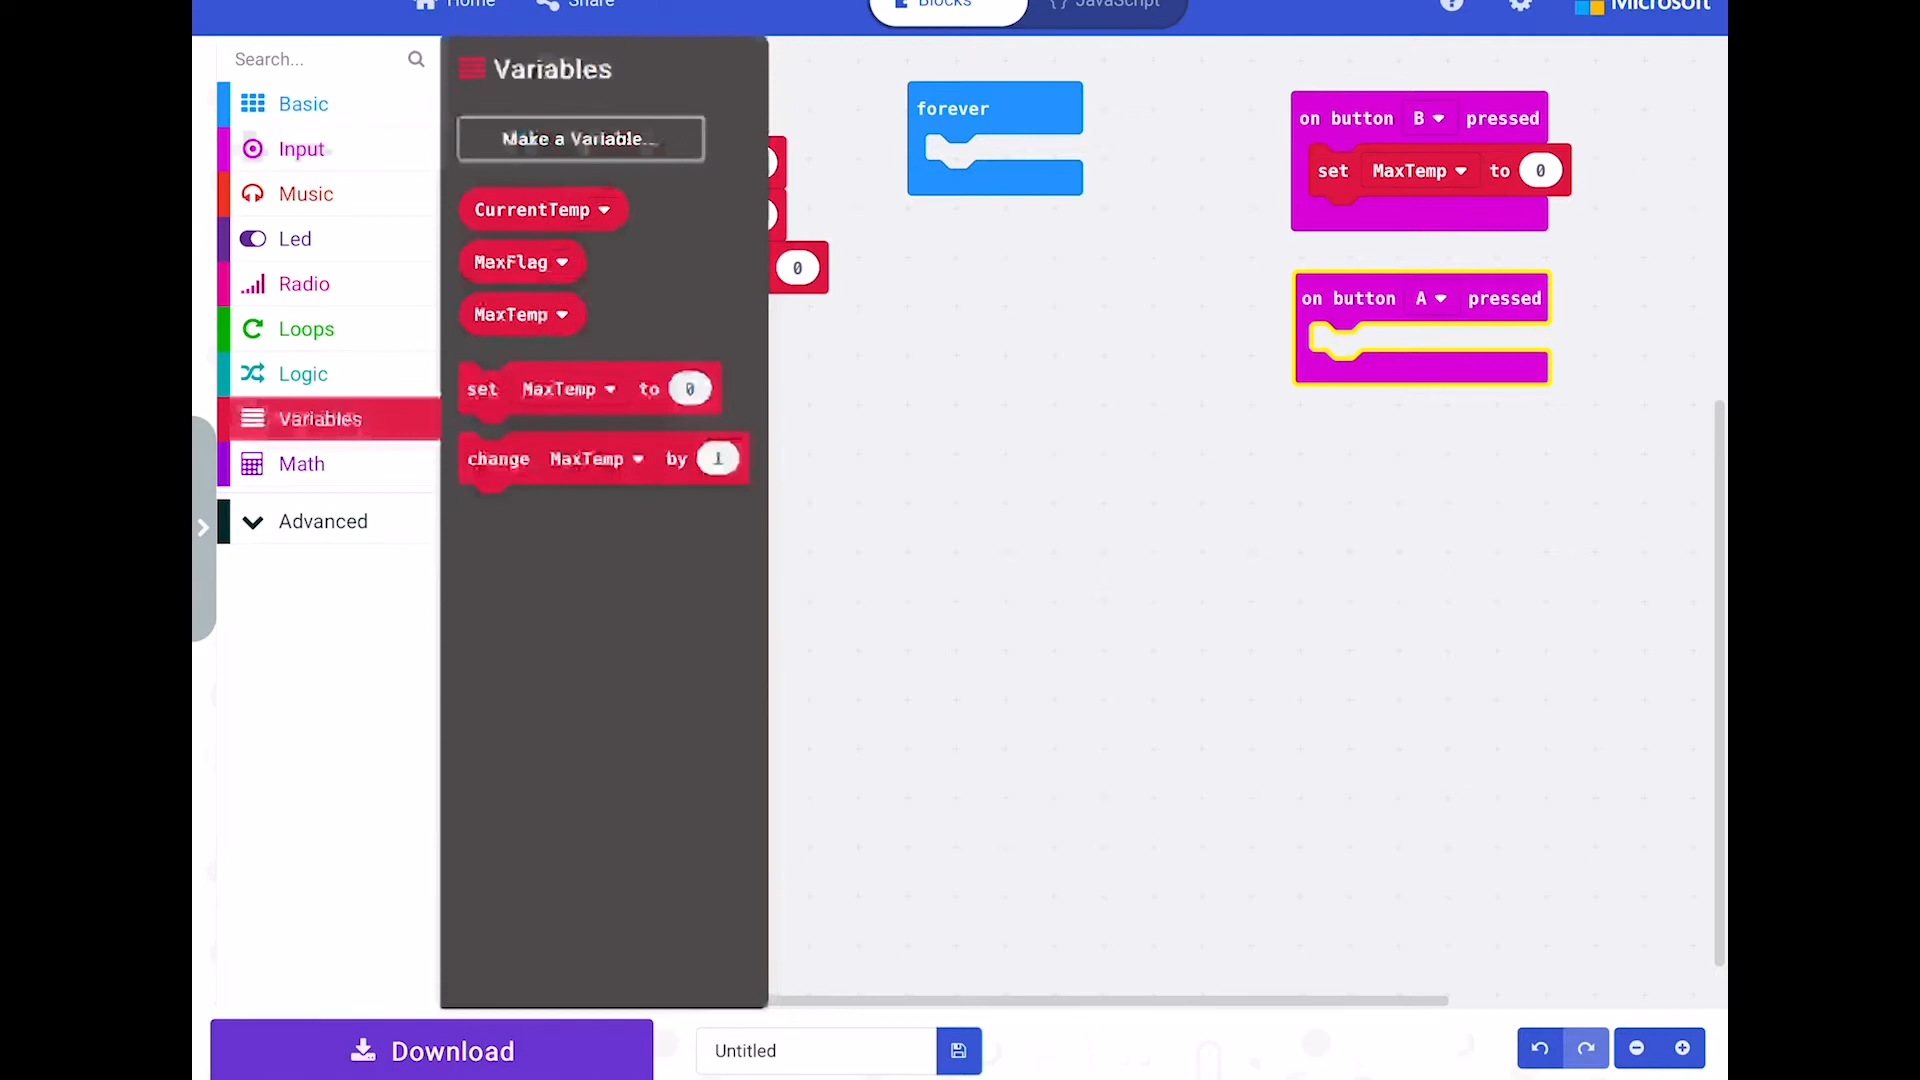 Home Share Blocks {} JavaScript Microsoft
Search...
Basic
Input
Music
Led
Radio
Loops
Logic
Variables
Math
Advanced
Variables
Make a Variable...
CurrentTemp
MaxFlag
MaxTemp
set MaxTemp to 0
change MaxTemp by 1
0
forever
on button B pressed
set MaxTemp to 0
on button A pressed
Download
Untitled